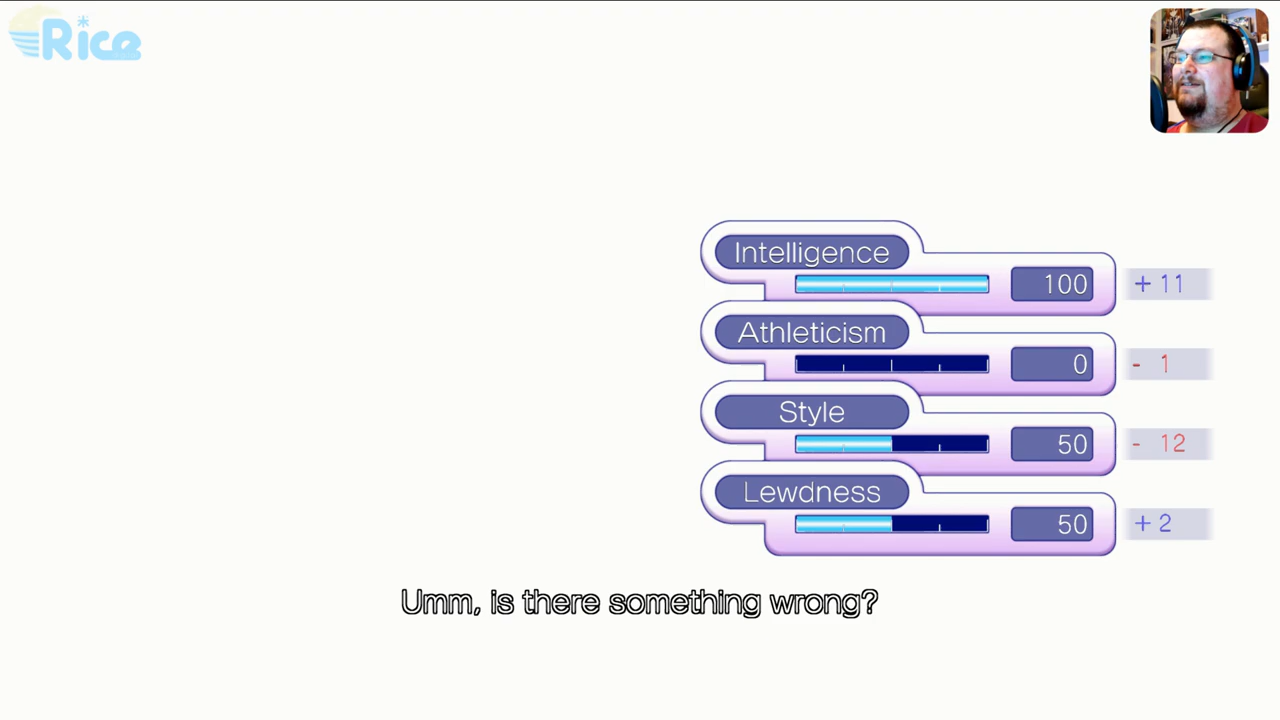 Rice
Intelligence
100 + 11
Athleticism
0 - 1
Style
50 - 12
Lewdness
50 + 2
Umm, is there something wrong?